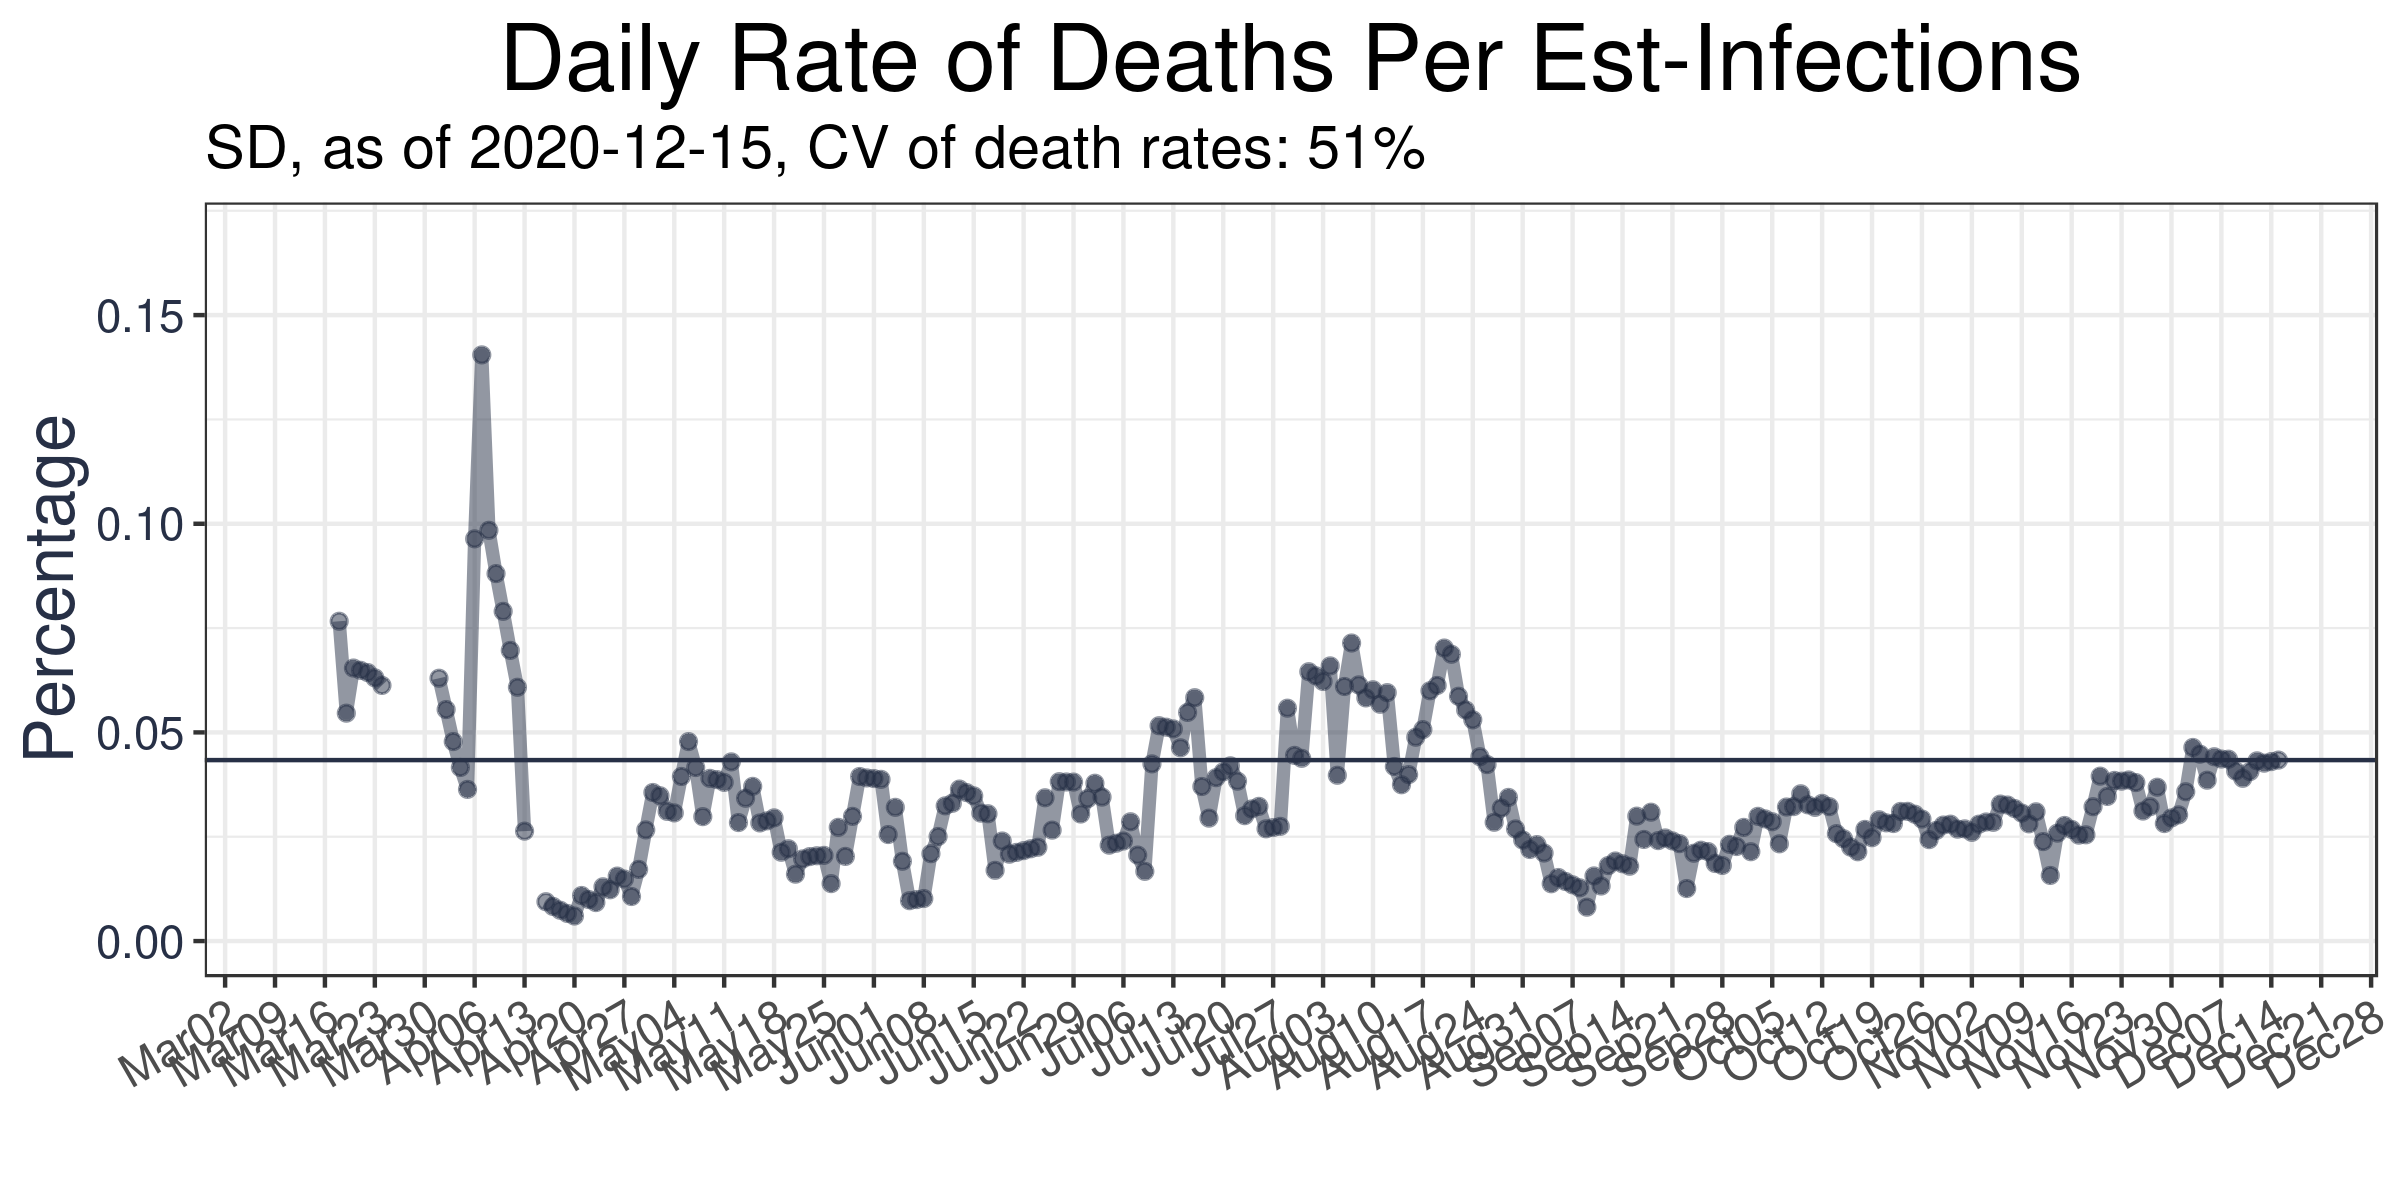 Daily Rate of Deaths Per Est-Infections
SD, as of 2020-12-15, CV of death rates: 51%
Percentage
0.15
0.10
0.05
0.00
Mar02
Mar09
Mar16
Mar23
Mar30
Apr06
Apr13
Apr20
Apr27
May04
May11
May18
May25
Jun01
Jun08
Jun15
Jun22
Jun29
Jul06
Jul13
Jul20
Jul27
Aug03
Aug10
Aug17
Aug24
Aug31
Sep07
Sep14
Sep21
Sep28
Oct05
Oct12
Oct19
Oct26
Nov02
Nov09
Nov16
Nov23
Nov30
Dec07
Dec14
Dec21
Dec28